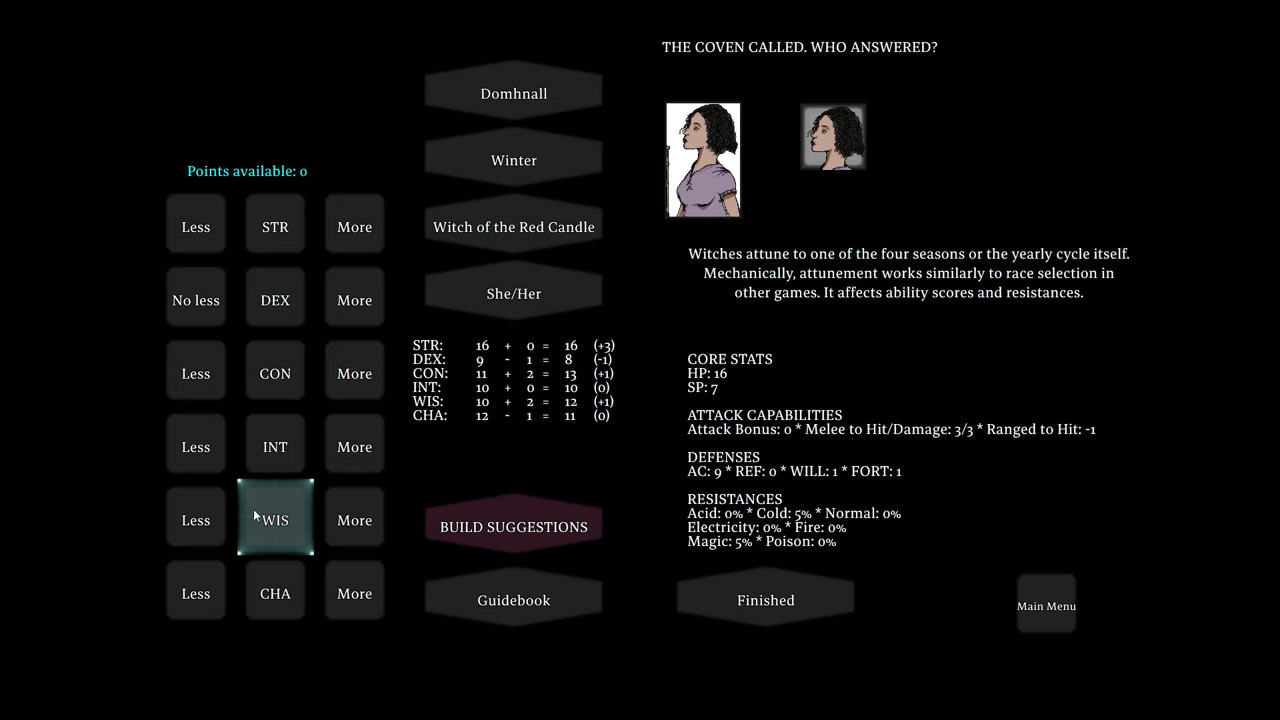 THE COVEN CALLED. WHO ANSWERED?
Domhnall
Winter
Witch of the Red Candle
She/Her
Points available: 0
Less STR More
No less DEX More
Less CON More
Less INT More
Less WIS More
Less CHA More
STR: 16 + 0 = 16 (+3)
DEX: 9 - 1 = 8 (-1)
CON: 11 + 2 = 13 (+1)
INT: 10 + 0 = 10 (0)
WIS: 10 + 2 = 12 (+1)
CHA: 12 - 1 = 11 (0)
BUILD SUGGESTIONS
Guidebook
Witches attune to one of the four seasons or the yearly cycle itself.
Mechanically, attunement works similarly to race selection in
other games. It affects ability scores and resistances.
CORE STATS
HP: 16
SP: 7
ATTACK CAPABILITIES
Attack Bonus: 0 * Melee to Hit/Damage: 3/3 * Ranged to Hit: -1
DEFENSES
AC: 9 * REF: 0 * WILL: 1 * FORT: 1
RESISTANCES
Acid: 0% * Cold: 5% * Normal: 0%
Electricity: 0% * Fire: 0%
Magic: 5% * Poison: 0%
Finished
Main Menu